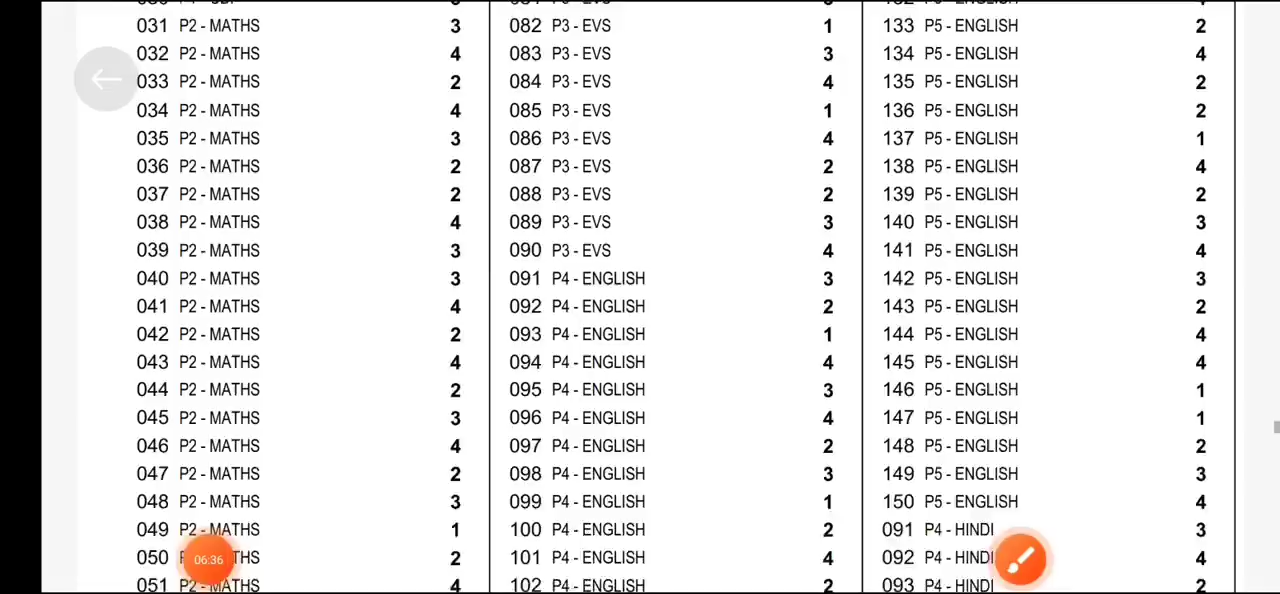 031 P2 - MATHS 3
032 P2 - MATHS 4
033 P2 - MATHS 2
034 P2 - MATHS 4
035 P2 - MATHS 3
036 P2 - MATHS 2
037 P2 - MATHS 2
038 P2 - MATHS 4
039 P2 - MATHS 3
040 P2 - MATHS 3
041 P2 - MATHS 4
042 P2 - MATHS 2
043 P2 - MATHS 4
044 P2 - MATHS 2
045 P2 - MATHS 3
046 P2 - MATHS 4
047 P2 - MATHS 2
048 P2 - MATHS 3
049 P2 - MATHS 1
050 THS 2
06:36
051 P2 - MATHS 4
082 P3 - EVS 1
083 P3 - EVS 3
084 P3 - EVS 4
085 P3 - EVS 1
086 P3 - EVS 4
087 P3 - EVS 2
088 P3 - EVS 2
089 P3 - EVS 3
090 P3 - EVS 4
091 P4 - ENGLISH 3
092 P4 - ENGLISH 2
093 P4 - ENGLISH 1
094 P4 - ENGLISH 4
095 P4 - ENGLISH 3
096 P4 - ENGLISH 4
097 P4 - ENGLISH 2
098 P4 - ENGLISH 3
099 P4 - ENGLISH 1
100 P4 - ENGLISH 2
101 P4 - ENGLISH 4
102 P4 - ENGLISH 2
133 P5 - ENGLISH 2
134 P5 - ENGLISH 4
135 P5 - ENGLISH 2
136 P5 - ENGLISH 2
137 P5 - ENGLISH 1
138 P5 - ENGLISH 4
139 P5 - ENGLISH 2
140 P5 - ENGLISH 3
141 P5 - ENGLISH 4
142 P5 - ENGLISH 3
143 P5 - ENGLISH 2
144 P5 - ENGLISH 4
145 P5 - ENGLISH 4
146 P5 - ENGLISH 1
147 P5 - ENGLISH 1
148 P5 - ENGLISH 2
149 P5 - ENGLISH 3
150 P5 - ENGLISH 4
091 P4 - HINDI 3
092 P4 - HINDI 4
093 P4 - HINDI 2